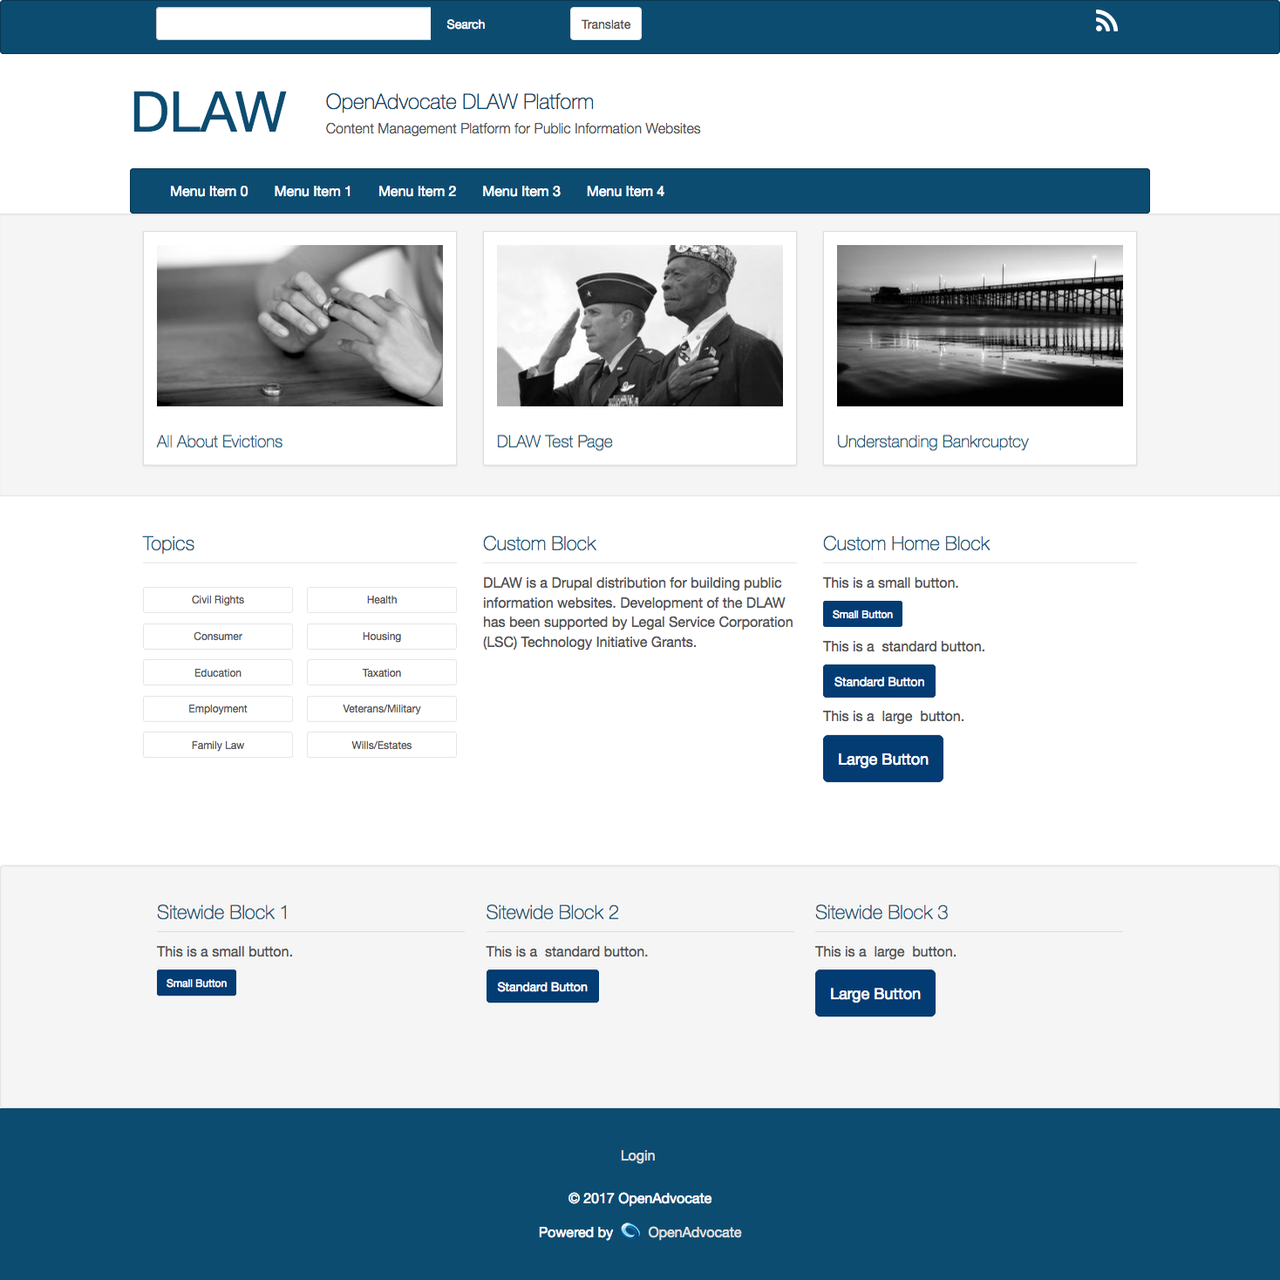 Search
Translate
DLAW
OpenAdvocate DLAW Platform
Content Management Platform for Public Information Websites
Menu Item 0
Menu Item 1
Menu Item 2
Menu Item 3
Menu Item 4
All About Evictions
DLAW Test Page
Understanding Bankrcuptcy
Topics
Civil Rights
Health
Consumer
Housing
Education
Taxation
Employment
Veterans/Military
Family Law
Wills/Estates
Custom Block
DLAW is a Drupal distribution for building public
information websites. Development of the DLAW
has been supported by Legal Service Corporation
(LSC) Technology Initiative Grants.
Custom Home Block
This is a small button.
Small Button
This is a standard button.
Standard Button
This is a large button.
Large Button
Sitewide Block 1
This is a small button.
Small Button
Sitewide Block 2
This is a standard button.
Standard Button
Sitewide Block 3
This is a large button.
Large Button
Login
© 2017 OpenAdvocate
Powered by OpenAdvocate